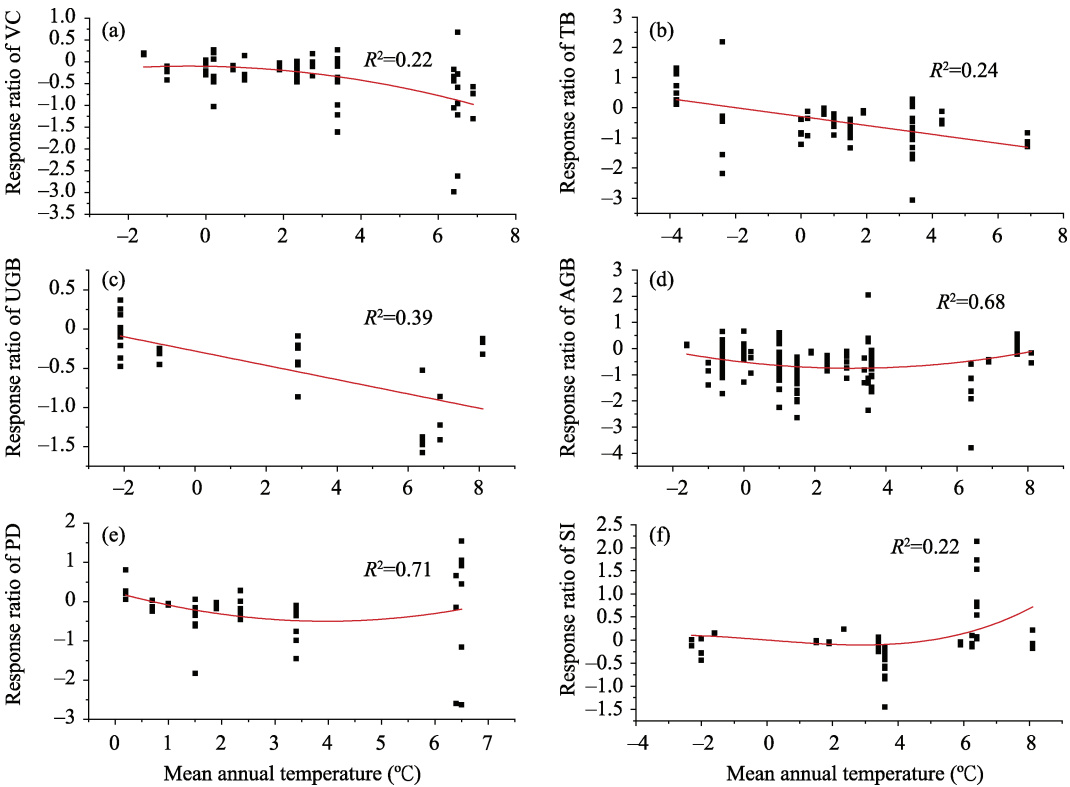 (a)
R²=0.22
Response ratio of VC
1.0
0.5
0
–0.5
–1.0
–1.5
–2.0
–2.5
–3.0
–3.5
–2 0 2 4 6 8
(b)
R²=0.24
Response ratio of TB
3
2
1
0
–1
–2
–3
–4 –2 0 2 4 6 8
(c)
R²=0.39
Response ratio of UGB
0.5
0
–0.5
–1.0
–1.5
–2 0 2 4 6 8
(d)
R²=0.68
Response ratio of AGB
3
2
1
0
–1
–2
–3
–4
–2 0 2 4 6 8
(e)
R²=0.71
Response ratio of PD
2
1
0
–1
–2
–3
0 1 2 3 4 5 6 7
Mean annual temperature (℃)
(f)
R²=0.22
Response ratio of SI
2.5
2.0
1.5
1.0
0.5
0
–0.5
–1.0
–1.5
–4 –2 0 2 4 6 8
Mean annual temperature (℃)